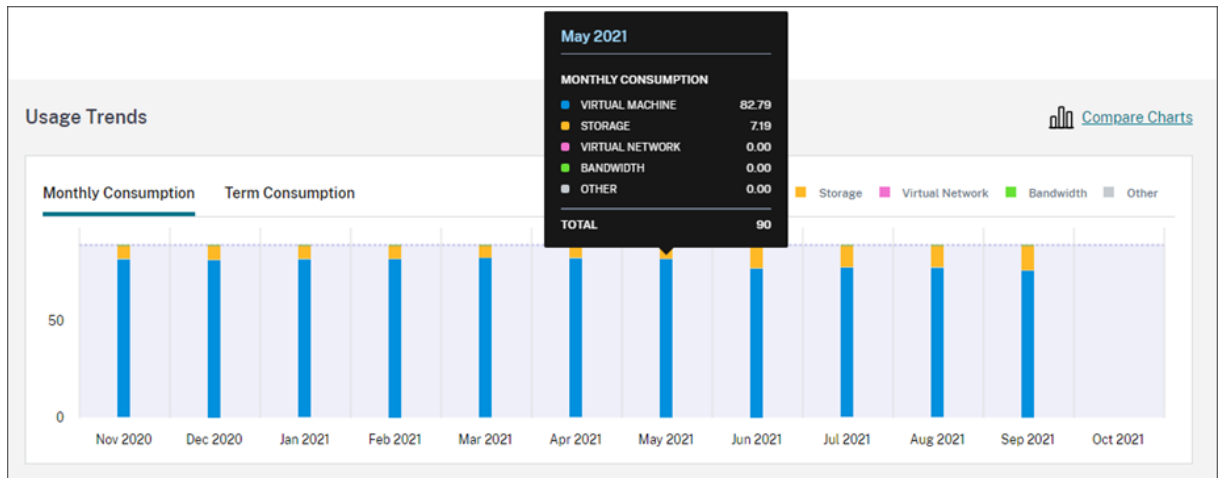 May 2021
MONTHLY CONSUMPTION
VIRTUAL MACHINE 82.79
STORAGE 7.19
VIRTUAL NETWORK 0.00
BANDWIDTH 0.00
OTHER 0.00
TOTAL 90
Usage Trends
Compare Charts
Monthly Consumption Term Consumption
Storage Virtual Network Bandwidth Other
50
0
Nov 2020 Dec 2020 Jan 2021 Feb 2021 Mar 2021 Apr 2021 May 2021 Jun 2021 Jul 2021 Aug 2021 Sep 2021 Oct 2021